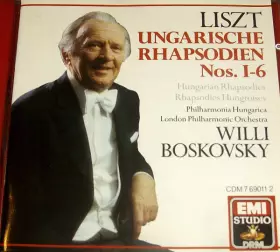 LISZT
UNGARISCHE
RHAPSODIEN
Nos. 1-6
Hungarian Rhapsodies
Rhapsodies Hongroises
Philharmonia Hungarica
London Philharmonic Orchestra
WILLI
BOSKOVSKY
CDM 7 69011 2
EMI
STUDIO
DRM